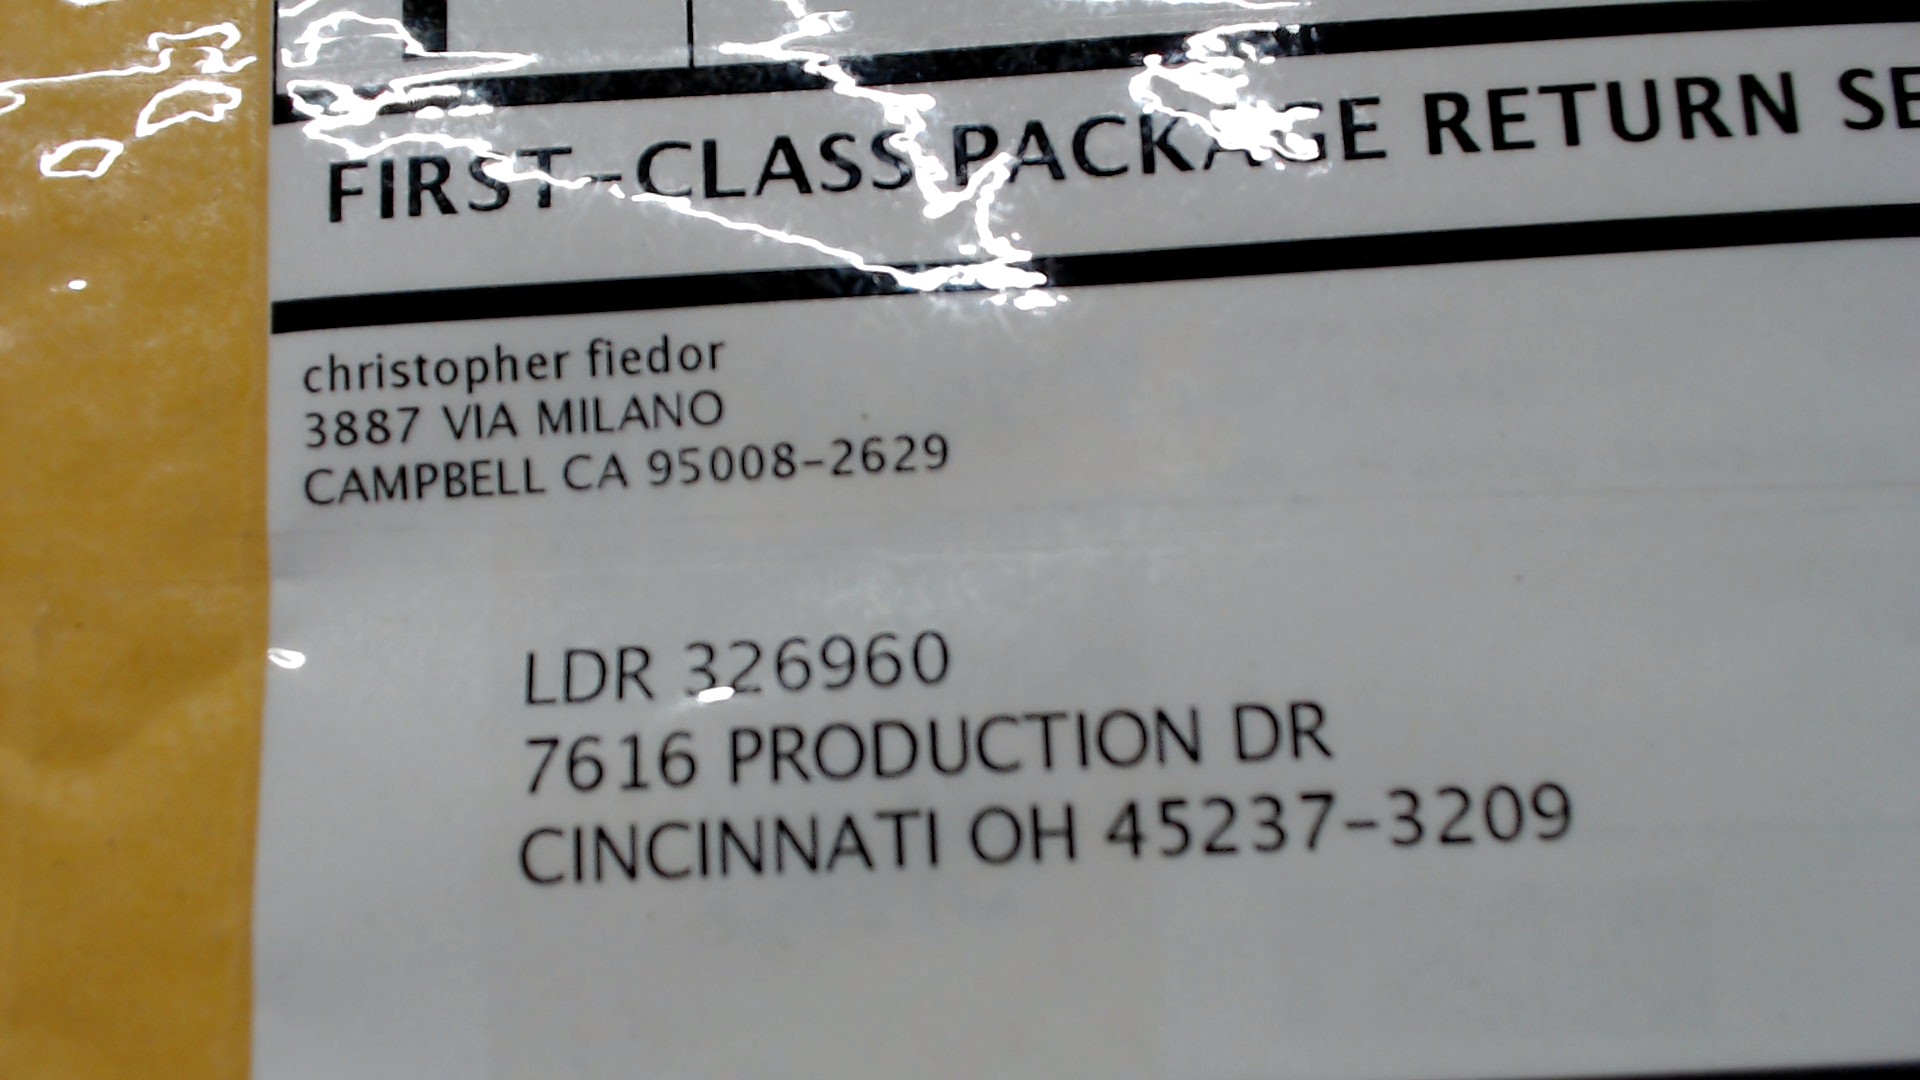 FIRST-CLASS PACKAGE RETURN SE
christopher fiedor
3887 VIA MILANO
CAMPBELL CA 95008-2629
LDR 326960
7616 PRODUCTION DR
CINCINNATI OH 45237-3209